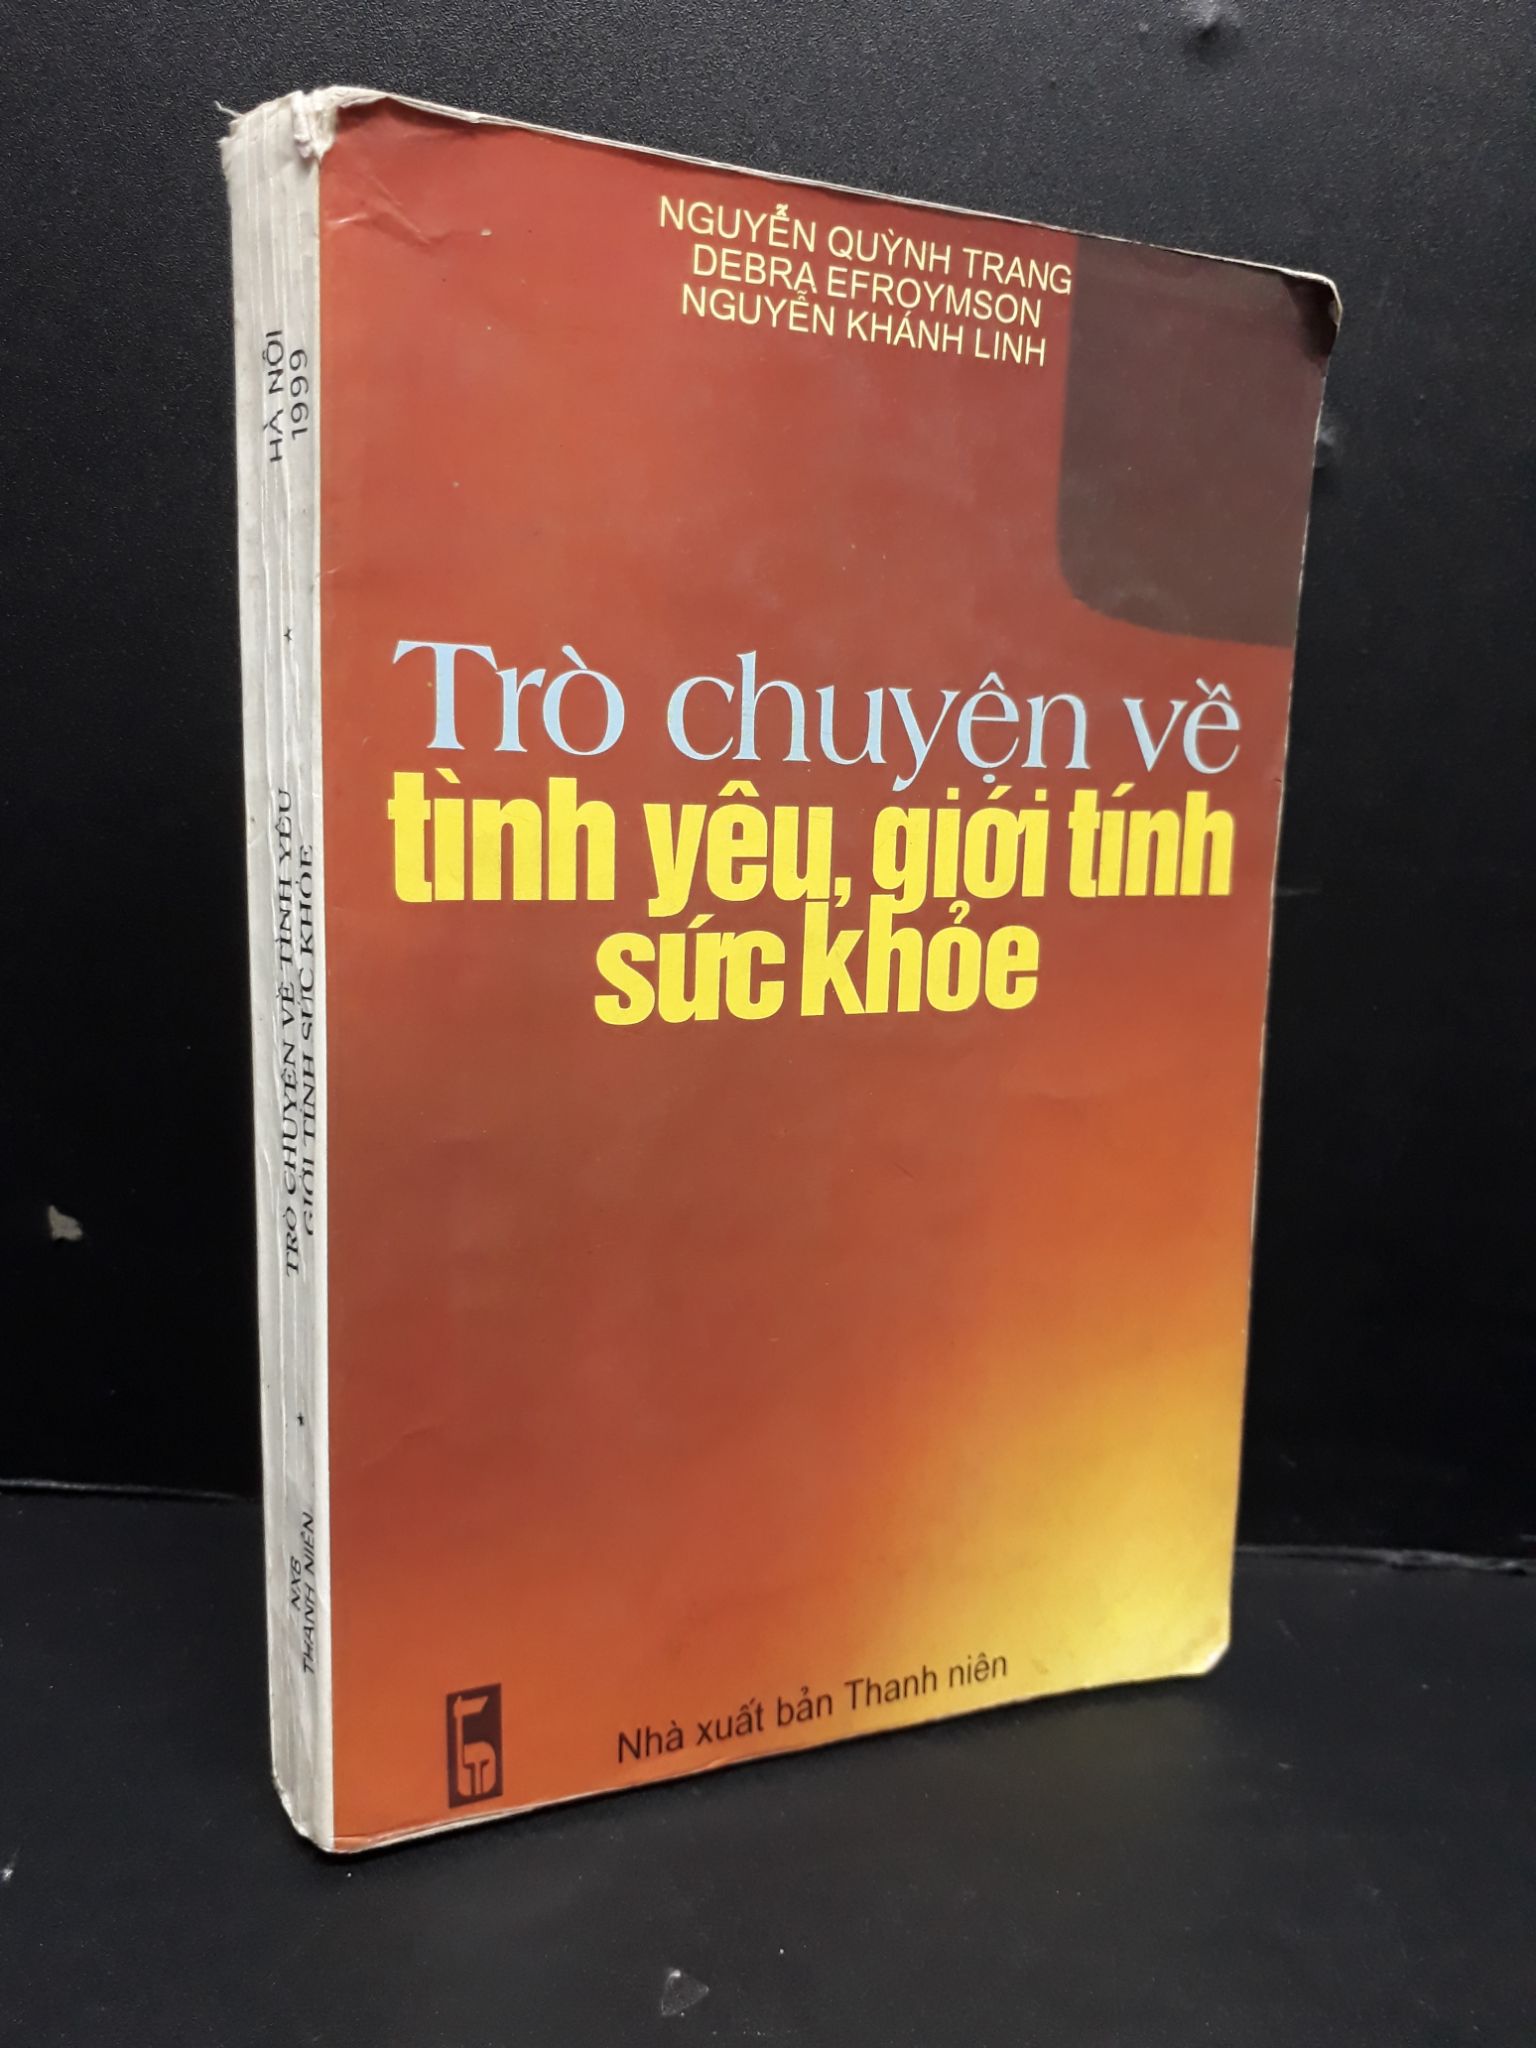 NGUYỄN QUỲNH TRANG
DEBRA EFROYMSON
NGUYỄN KHÁNH LINH
Trò chuyện về
tình yêu, giới tính
sức khỏe
Nhà xuất bản Thanh niên
HÀ NỘI
1999
TRÒ CHUYỆN VỀ TÌNH YÊU
GIỚI TÍNH SỨC KHỎE
NXB
THANH NIÊN